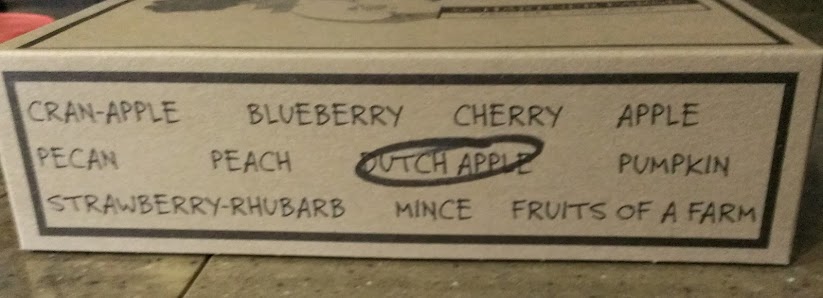 CRAN-APPLE BLUEBERRY CHERRY APPLE
PECAN PEACH DUTCH APPLE PUMPKIN
STRAWBERRY-RHUBARB MINCE FRUITS OF A FARM